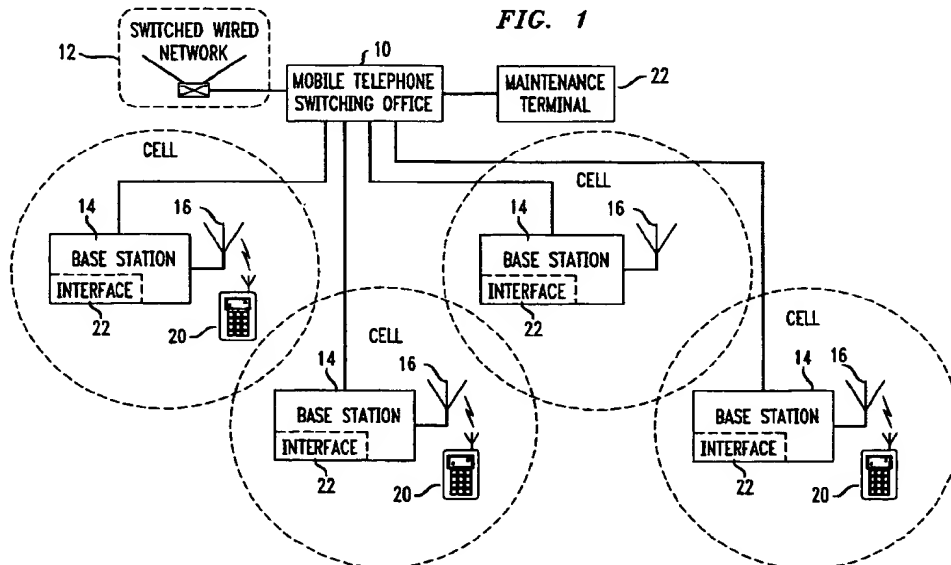 FIG. 1
SWITCHED WIRED
NETWORK
12
10
MOBILE TELEPHONE
SWITCHING OFFICE
MAINTENANCE
TERMINAL
22
CELL
14
16
BASE STATION
INTERFACE
22
20
CELL
14
16
BASE STATION
INTERFACE
22
CELL
14
16
BASE STATION
INTERFACE
22
20
CELL
16
14
BASE STATION
INTERFACE
22
20